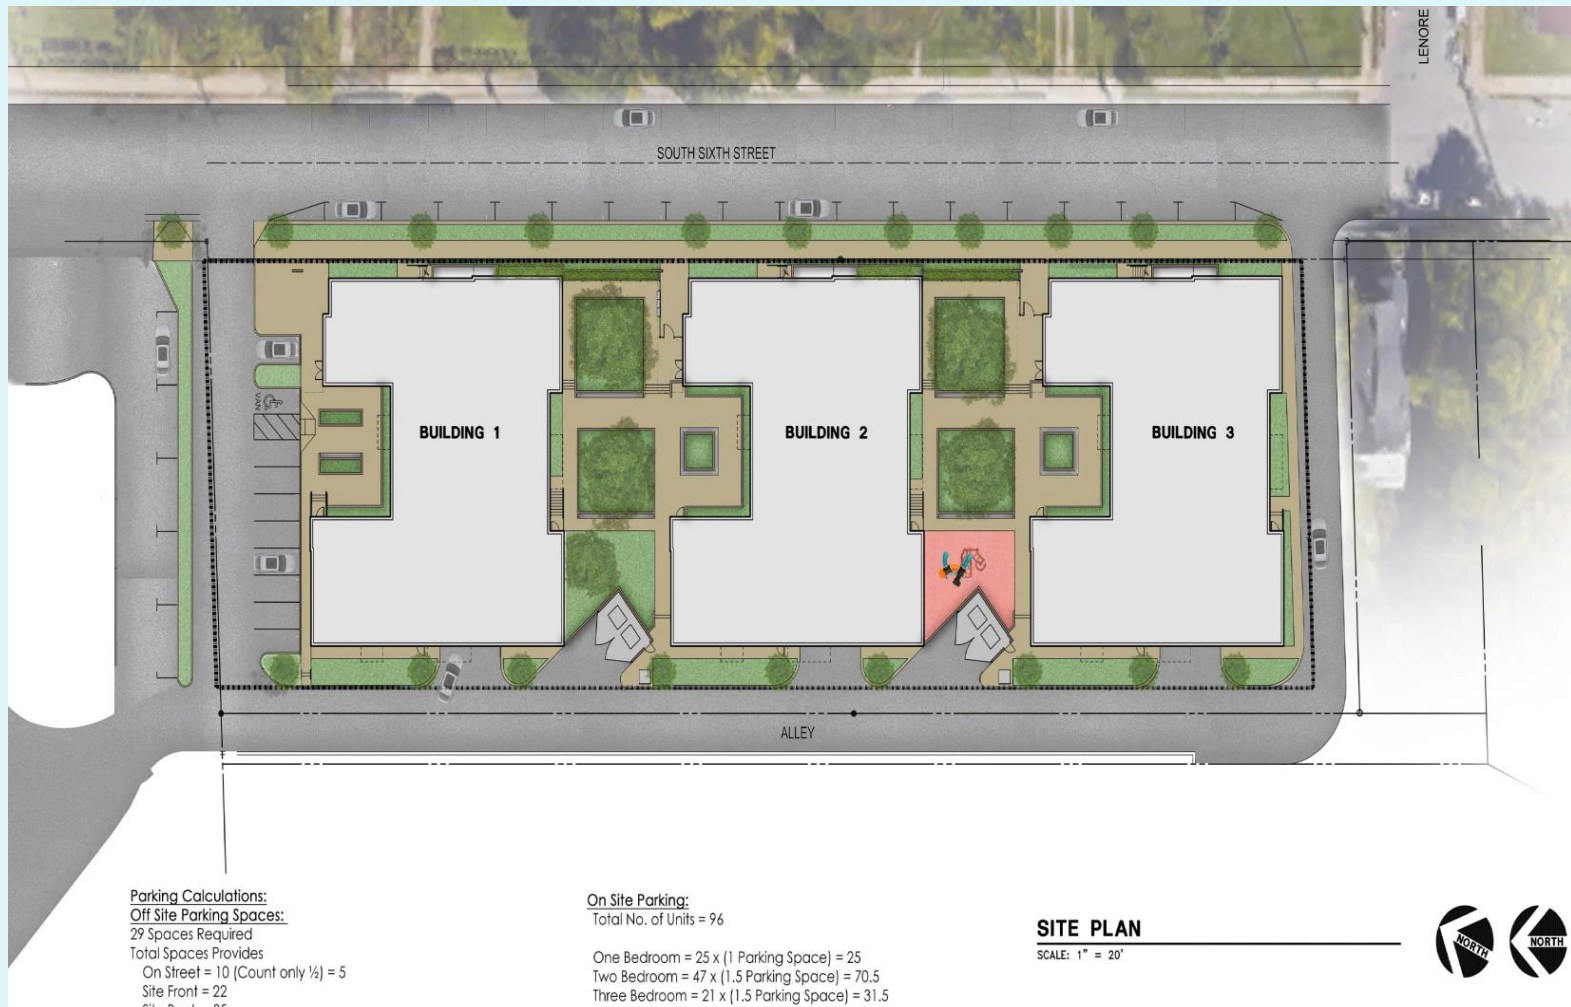 LENORE
SOUTH SIXTH STREET
VAN
BUILDING 1
BUILDING 2
BUILDING 3
ALLEY
Parking Calculations:
Off Site Parking Spaces:
29 Spaces Required
Total Spaces Provides
On Street = 10 (Count only ½) = 5
Site Front = 22
On Site Parking:
Total No. of Units = 96
One Bedroom = 25 x (1 Parking Space) = 25
Two Bedroom = 47 x (1.5 Parking Space) = 70.5
Three Bedroom = 21 x (1.5 Parking Space) = 31.5
SITE PLAN
SCALE: 1" = 20'
NORTH
NORTH